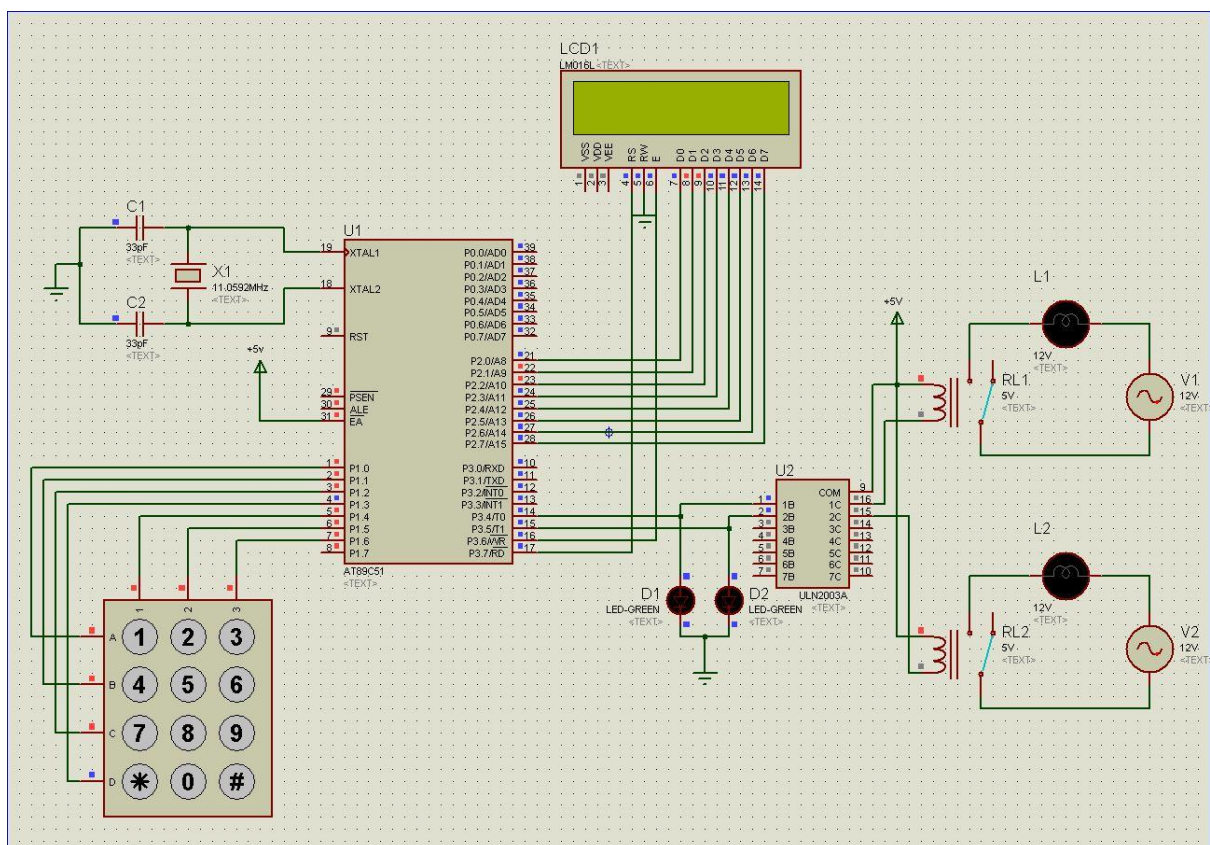 LCD1
LM016L <TEXT>
VSS VDD VEE RS RW E D0 D1 D2 D3 D4 D5 D6 D7
1 2 3 4 5 6 7 8 9 10 11 12 13 14
C1
33pF
<TEXT>
X1
11.0592MHz
<TEXT>
C2
33pF
<TEXT>
+5v
U1
19 XTAL1
18 XTAL2
9 RST
29 PSEN
30 ALE
31 EA
1 P1.0
2 P1.1
3 P1.2
4 P1.3
5 P1.4
6 P1.5
7 P1.6
8 P1.7
P0.0/AD0 39
P0.1/AD1 38
P0.2/AD2 37
P0.3/AD3 36
P0.4/AD4 35
P0.5/AD5 34
P0.6/AD6 33
P0.7/AD7 32
P2.0/A8 21
P2.1/A9 22
P2.2/A10 23
P2.3/A11 24
P2.4/A12 25
P2.5/A13 26
P2.6/A14 27
P2.7/A15 28
P3.0/RXD 10
P3.1/TXD 11
P3.2/INT0 12
P3.3/INT1 13
P3.4/T0 14
P3.5/T1 15
P3.6/WR 16
P3.7/RD 17
AT89C51
<TEXT>
1 2 3
A 1 2 3
B 4 5 6
C 7 8 9
D * 0 #
D1
LED-GREEN
<TEXT>
D2
LED-GREEN
<TEXT>
U2
1 1B
2 2B
3 3B
4 4B
5 5B
6 6B
7 7B
COM 9
1C 16
2C 15
3C 14
4C 13
5C 12
6C 11
7C 10
ULN2003A
<TEXT>
+5V
L1
12V
<TEXT>
RL1
5V
<TEXT>
V1
12V
<TEXT>
L2
12V
<TEXT>
RL2
5V
<TEXT>
V2
12V
<TEXT>